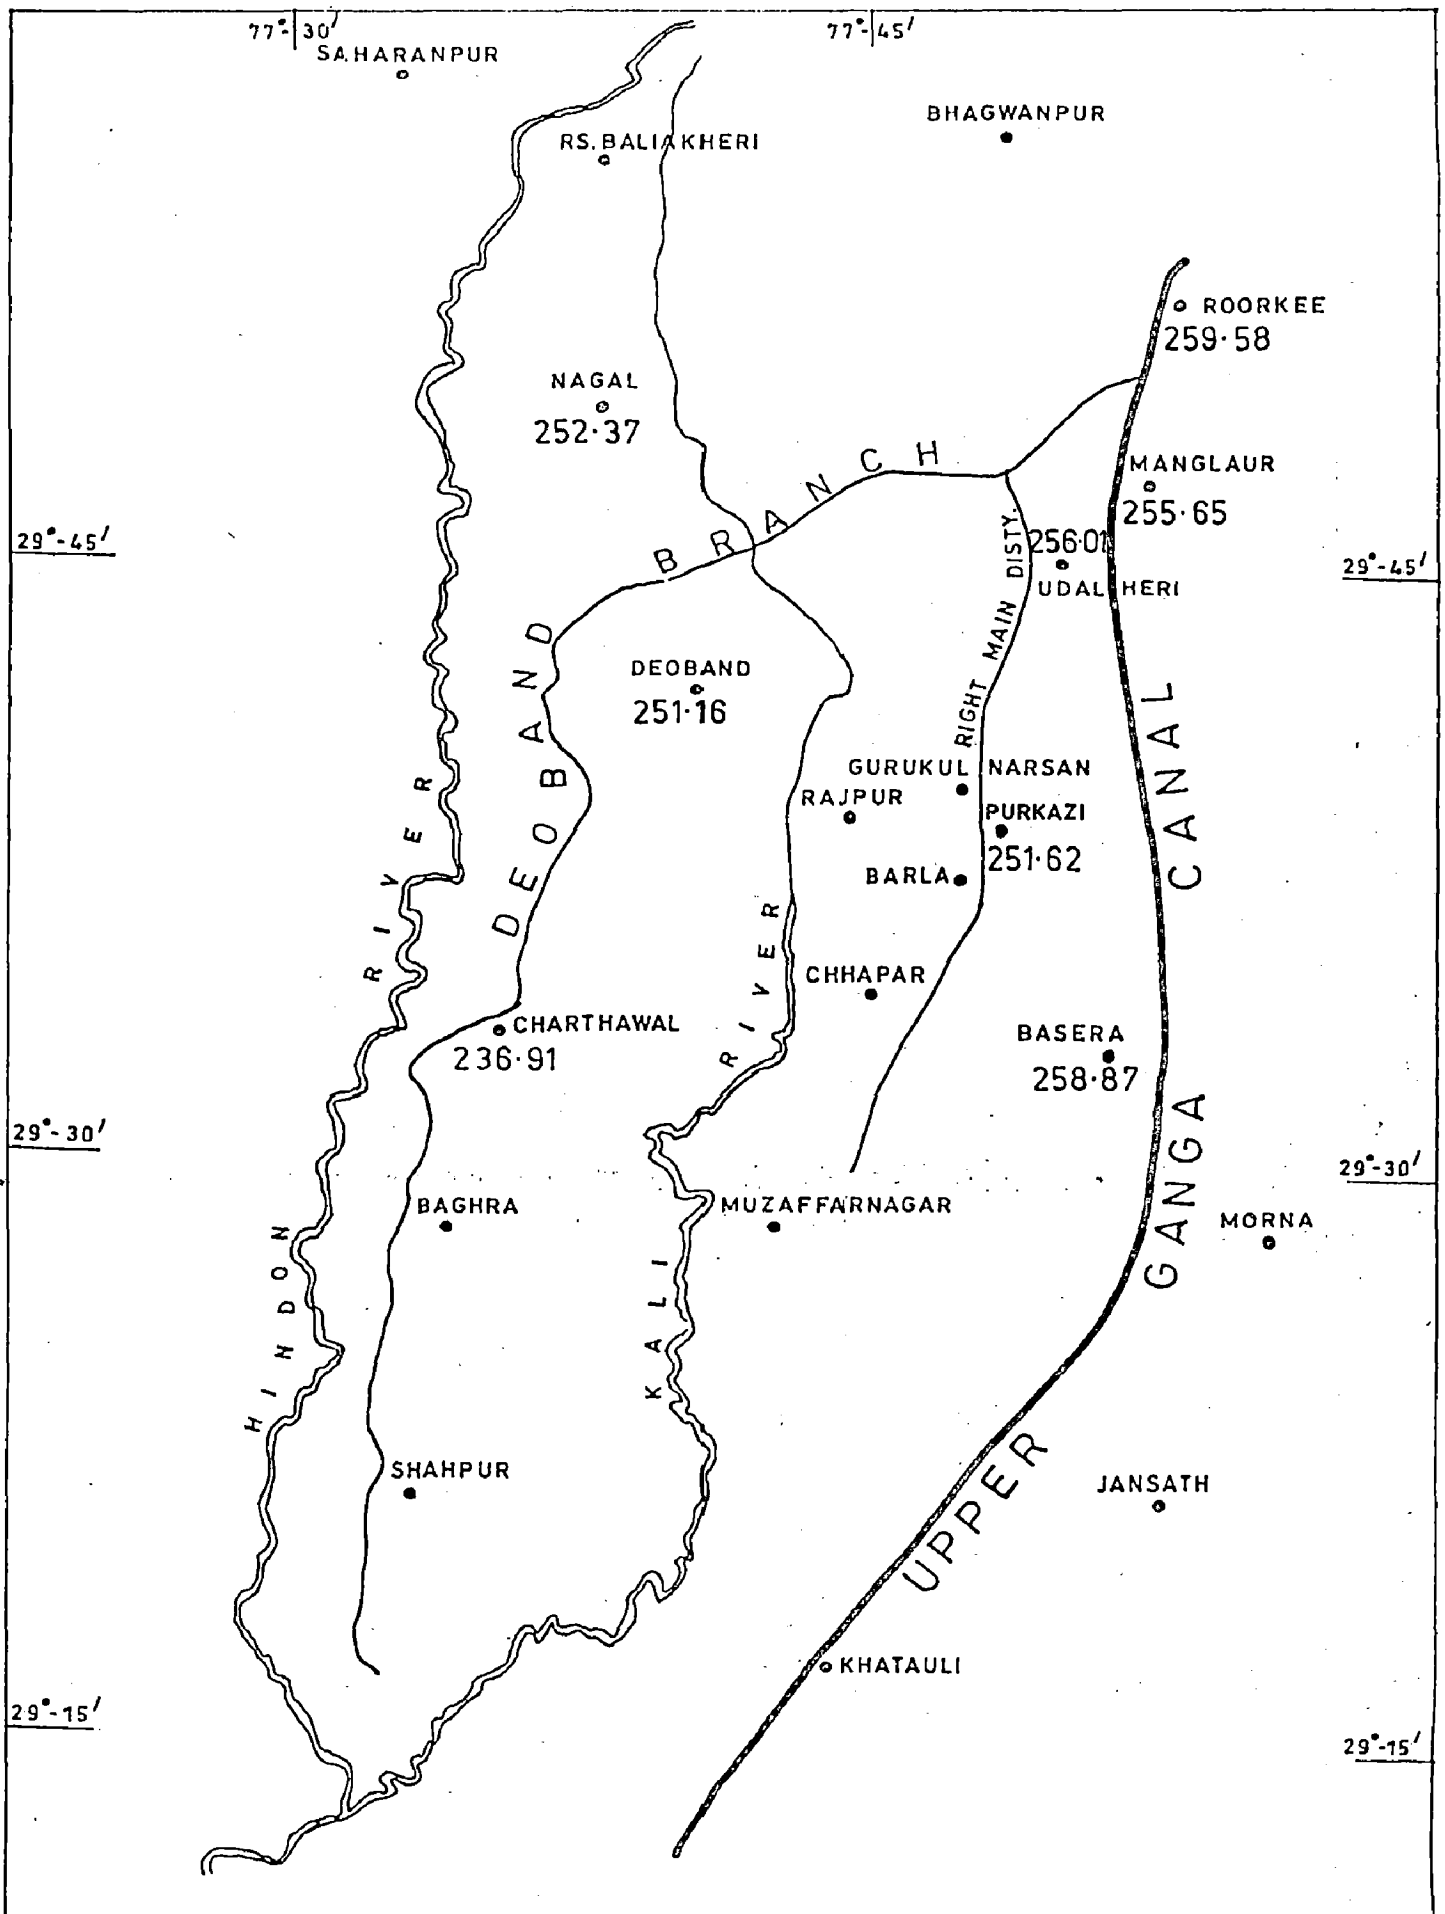 77°-30' 77°-45'
SAHARANPUR
BHAGWANPUR
RS. BALIAKHERI
ROORKEE
259·58
NAGAL
252·37
MANGLAUR
255·65
DEOBAND BRANCH
29°-45' 29°-45'
256·01
UDALHERI
RIGHT MAIN DISTY.
DEOBAND
251·16
GURUKUL NARSAN
RAJPUR
PURKAZI
251·62
BARLA
HINDON RIVER
KALI RIVER
UPPER GANGA CANAL
CHHAPAR
CHARTHAWAL
236·91
BASERA
258·87
29°-30' 29°-30'
BAGHRA
MUZAFFARNAGAR
MORNA
SHAHPUR
JANSATH
KHATAULI
29°-15' 29°-15'